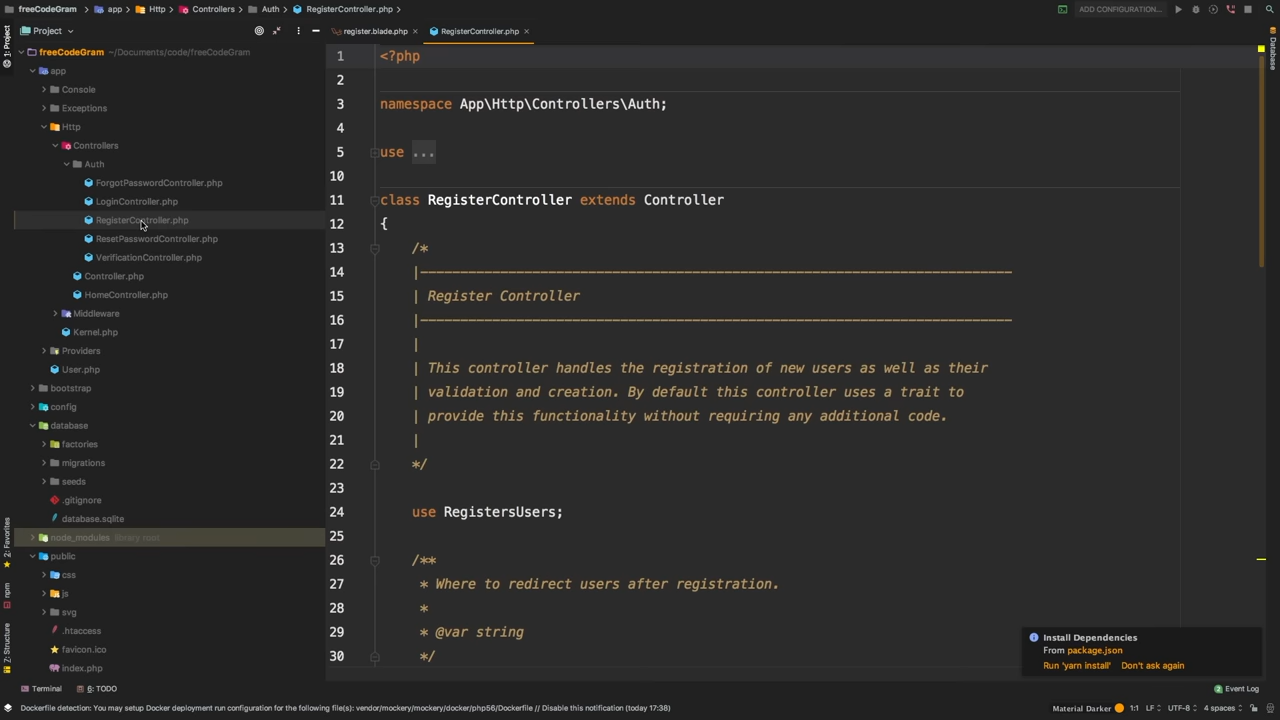 freeCodeGram > app > Http > Controllers > Auth > RegisterController.php
ADD CONFIGURATION...
Project
register.blade.php
RegisterController.php
1: Project
2: Favorites
npm
7: Structure
Database
freeCodeGram ~/Documents/code/freeCodeGram
app
Console
Exceptions
Http
Controllers
Auth
ForgotPasswordController.php
LoginController.php
RegisterController.php
ResetPasswordController.php
VerificationController.php
Controller.php
HomeController.php
Middleware
Kernel.php
Providers
User.php
bootstrap
config
database
factories
migrations
seeds
.gitignore
database.sqlite
node_modules library root
public
css
js
svg
.htaccess
favicon.ico
index.php
1 <?php
2
3 namespace App\Http\Controllers\Auth;
4
5 use ...
10
11 class RegisterController extends Controller
12 {
13 /*
14 |--------------------------------------------------------------------------
15 | Register Controller
16 |--------------------------------------------------------------------------
17 |
18 | This controller handles the registration of new users as well as their
19 | validation and creation. By default this controller uses a trait to
20 | provide this functionality without requiring any additional code.
21 |
22 */
23
24 use RegistersUsers;
25
26 /**
27 * Where to redirect users after registration.
28 *
29 * @var string
30 */
Install Dependencies
From package.json
Run 'yarn install' Don't ask again
Terminal
6: TODO
2 Event Log
Dockerfile detection: You may setup Docker deployment run configuration for the following file(s): vendor/mockery/mockery/docker/php56/Dockerfile // Disable this notification (today 17:38)
Material Darker
1:1 LF UTF-8 4 spaces